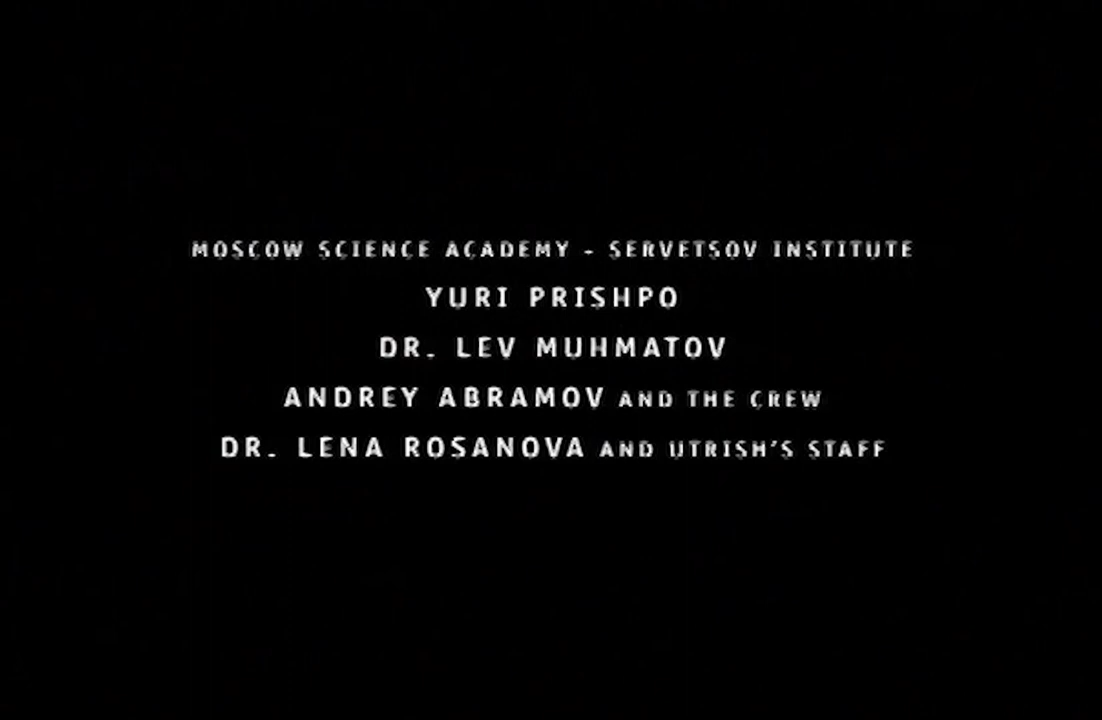 MOSCOW SCIENCE ACADEMY - SERVETSOV INSTITUTE
YURI PRISHPO
DR. LEV MUHMATOV
ANDREY ABRAMOV AND THE CREW
DR. LENA ROSANOVA AND UTRISH'S STAFF